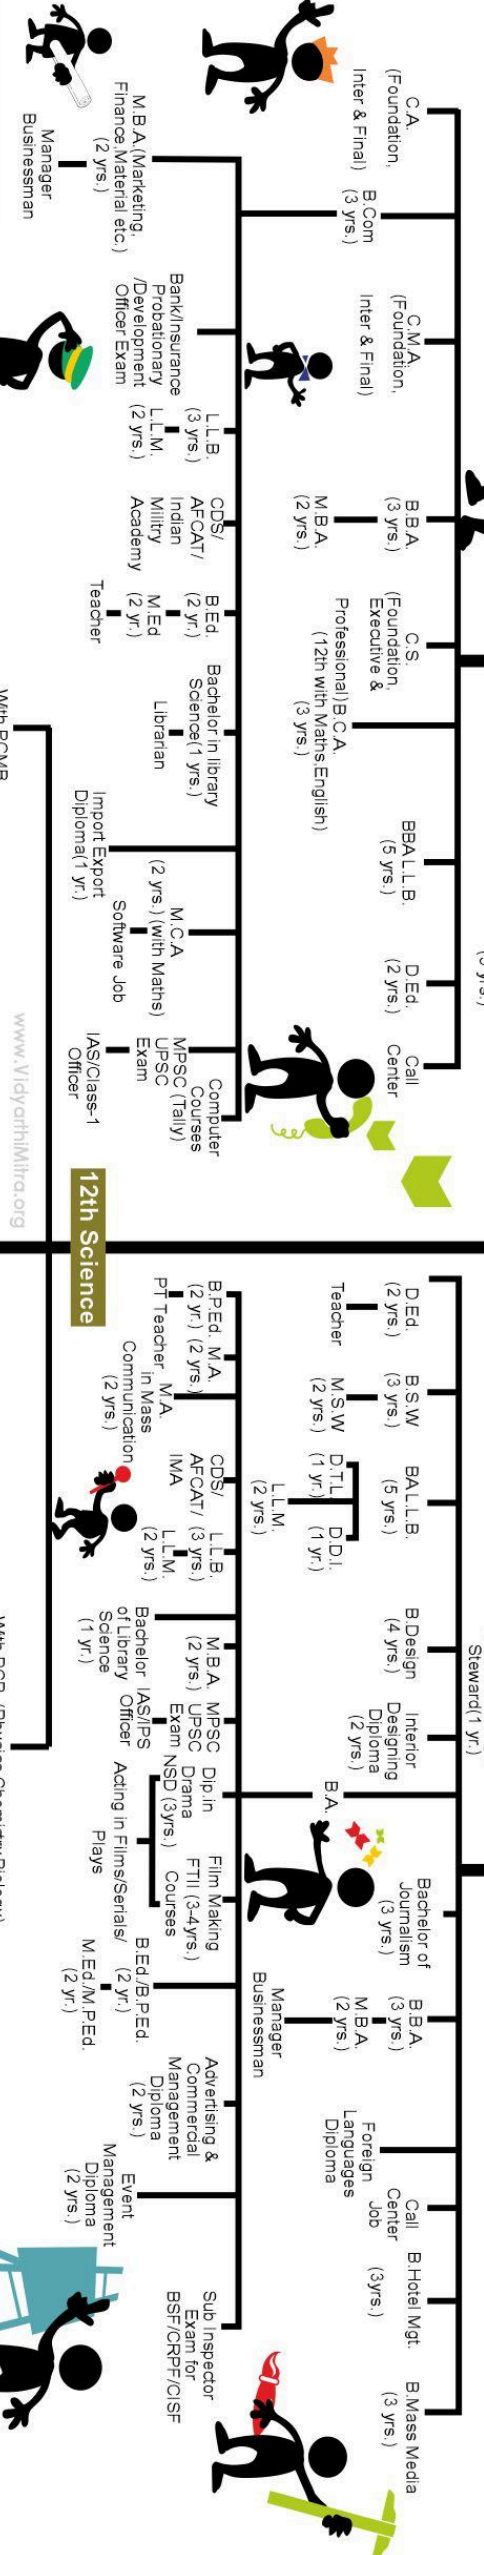 Steward(1 yr.)
C.A.
(Foundation,
Inter & Final)
B.Com
(3 yrs.)
C.M.A.
(Foundation,
Inter & Final)
B.B.A.
(3 yrs.)
M.B.A.
(2 yrs.)
C.S.
(Foundation,
Executive &
Professional)
B.C.A.
(12th with Maths,English)
(3 yrs.)
BBA L.L.B.
(5 yrs.)
D.Ed.
(2 yrs.)
Call
Center
D.Ed.
(2 yrs.)
Teacher
B.S.W
(3 yrs.)
M.S.W
(2 yrs.)
BA L.L.B.
(5 yrs.)
D.T.L.
(1 yr.)
D.D.I.
(1 yr.)
L.L.M.
(2 yrs.)
B.Design
(4 yrs.)
Interior
Designing
Diploma
(2 yrs.)
B.A.
Bachelor of
Journalism
(3 yrs.)
B.B.A.
(3 yrs.)
M.B.A.
(2 yrs.)
Manager
Businessman
Foreign
Languages
Diploma
Call
Center
Job
B.Hotel Mgt.
(3yrs.)
B.Mass Media
(3 yrs.)
M.B.A.(Marketing,
Finance,Material etc.)
(2 yrs.)
Manager
Businessman
Bank/Insurance
Probationary
/Development
Officer Exam
L.L.B.
(3 yrs.)
L.L.M.
(2 yrs.)
CDS/
AFCAT/
Indian
Militry
Academy
B.Ed.
(2 yr.)
M.Ed
(2 yr.)
Teacher
Bachelor in library
Science(1 yrs.)
Librarian
Import Export
Diploma(1 yr.)
M.C.A
(2 yrs.) (with Maths)
Software Job
MPSC
UPSC
Exam
IAS/Class-1
Officer
Computer
Courses
(Tally)
B.P.Ed.
(2 yr.)
PT Teacher
M.A.
(2 yrs.)
M.A.
in Mass
Communication
(2 yrs.)
CDS/
AFCAT/
IMA
L.L.B.
(3 yrs.)
L.L.M.
(2 yrs.)
Bachelor
of Library
Science
(1 yr.)
M.B.A.
(2 yrs.)
MPSC
UPSC
Exam
IAS/IPS
Officer
Dip.in
Drama
NSD (3yrs.)
Film Making
FTII (3-4yrs.)
Courses
Acting in Films/Serials/
Plays
B.Ed./B.P.Ed.
(2 yr.)
M.Ed./M.P.Ed.
(2 yr.)
Advertising &
Commercial
Management
Diploma
(2 yrs.)
Event
Management
Diploma
(2 yrs.)
Sub Inspector
Exam for
BSF/CRPF/CISF
12th Science
www.VidyarthiMitra.org
With PCMB
With PCB (Physics,Chemistry,Biology)